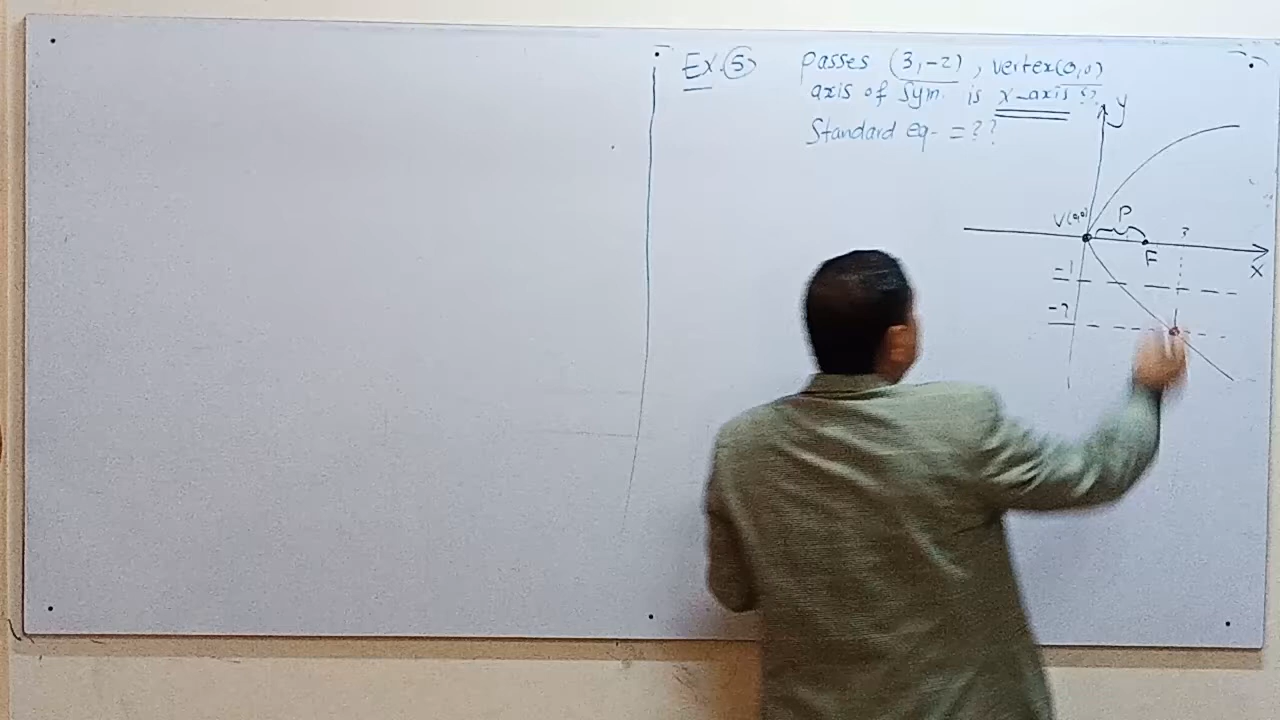 Ex. 5 Passes (3,-2), vertex(0,0)
axis of Sym. is x-axis
Standard eq. = ??
y
V(0,0)
P
F
x
-1
-2